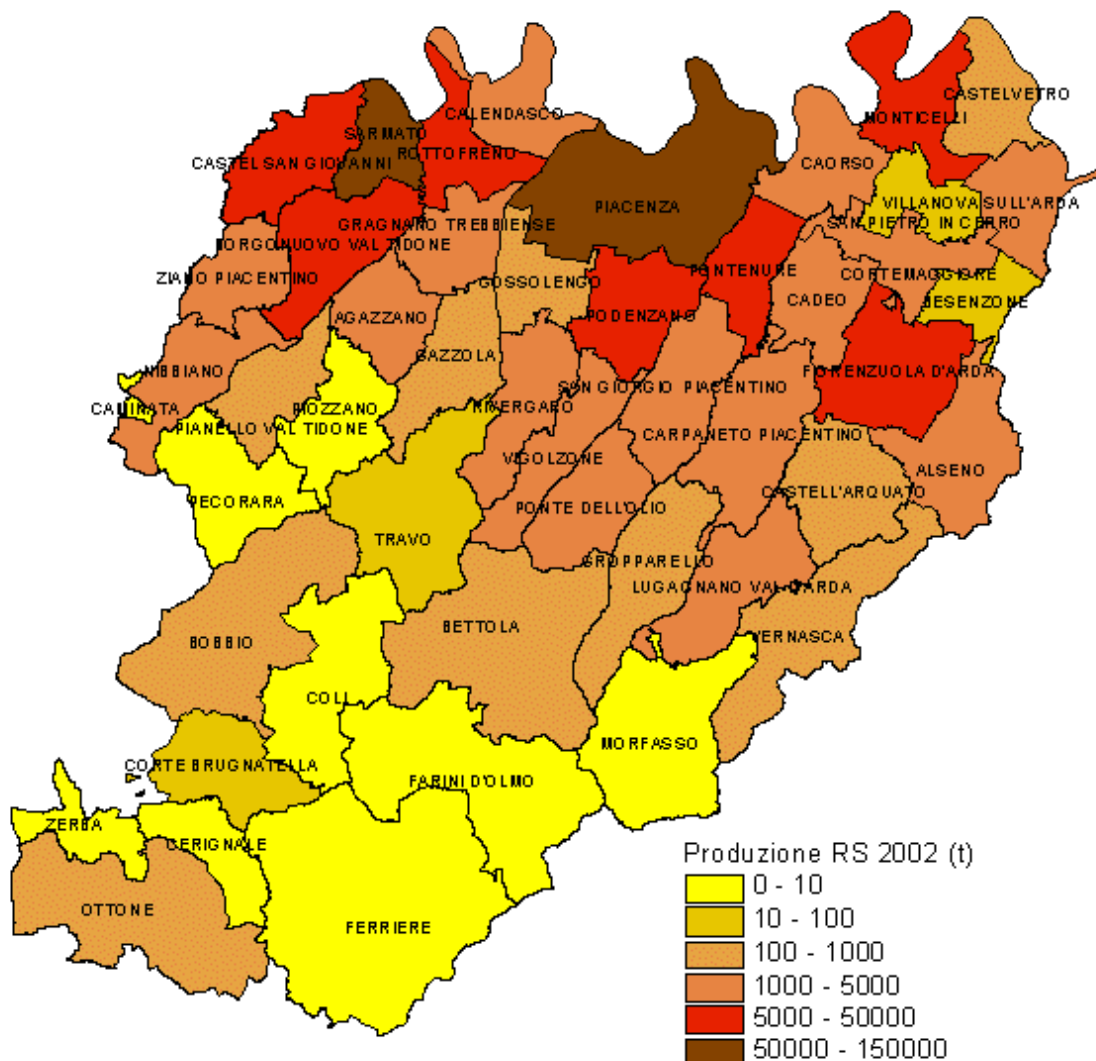 CASTELVETRO
MONTICELLI
CALENDASCO
SARMATO
ROTTOFRENO
CASTEL SAN GIOVANNI
CAORSO
VILLANOVA SULL'ARDA
PIACENZA
SAN PIETRO IN CERRO
GRAGNANO TREBBIENSE
BORGONUOVO VAL TIDONE
ZIANO PIACENTINO
GOSSOLENGO
PONTENURE
CORTEMAGGIORE
CADEO
BESENZONE
AGAZZANO
PODENZANO
GAZZOLA
NIBBIANO
FIORENZUOLA D'ARDA
SAN GIORGIO PIACENTINO
CAMINATA
PIOZZANO
RIVERGARO
PIANELLO VAL TIDONE
CARPANETO PIACENTINO
VIGOLZONE
ALSENO
PECORARA
CASTELL'ARQUATO
PONTE DELL'OLIO
TRAVO
GROPPARELLO
LUGAGNANO VAL D'ARDA
BETTOLA
VERNASCA
BOBBIO
COLI
MORFASSO
CORTE BRUGNATELLA
FARINI D'OLMO
ZERBA
CERIGNALE
OTTONE
FERRIERE
Produzione RS 2002 (t)
0 - 10
10 - 100
100 - 1000
1000 - 5000
5000 - 50000
50000 - 150000